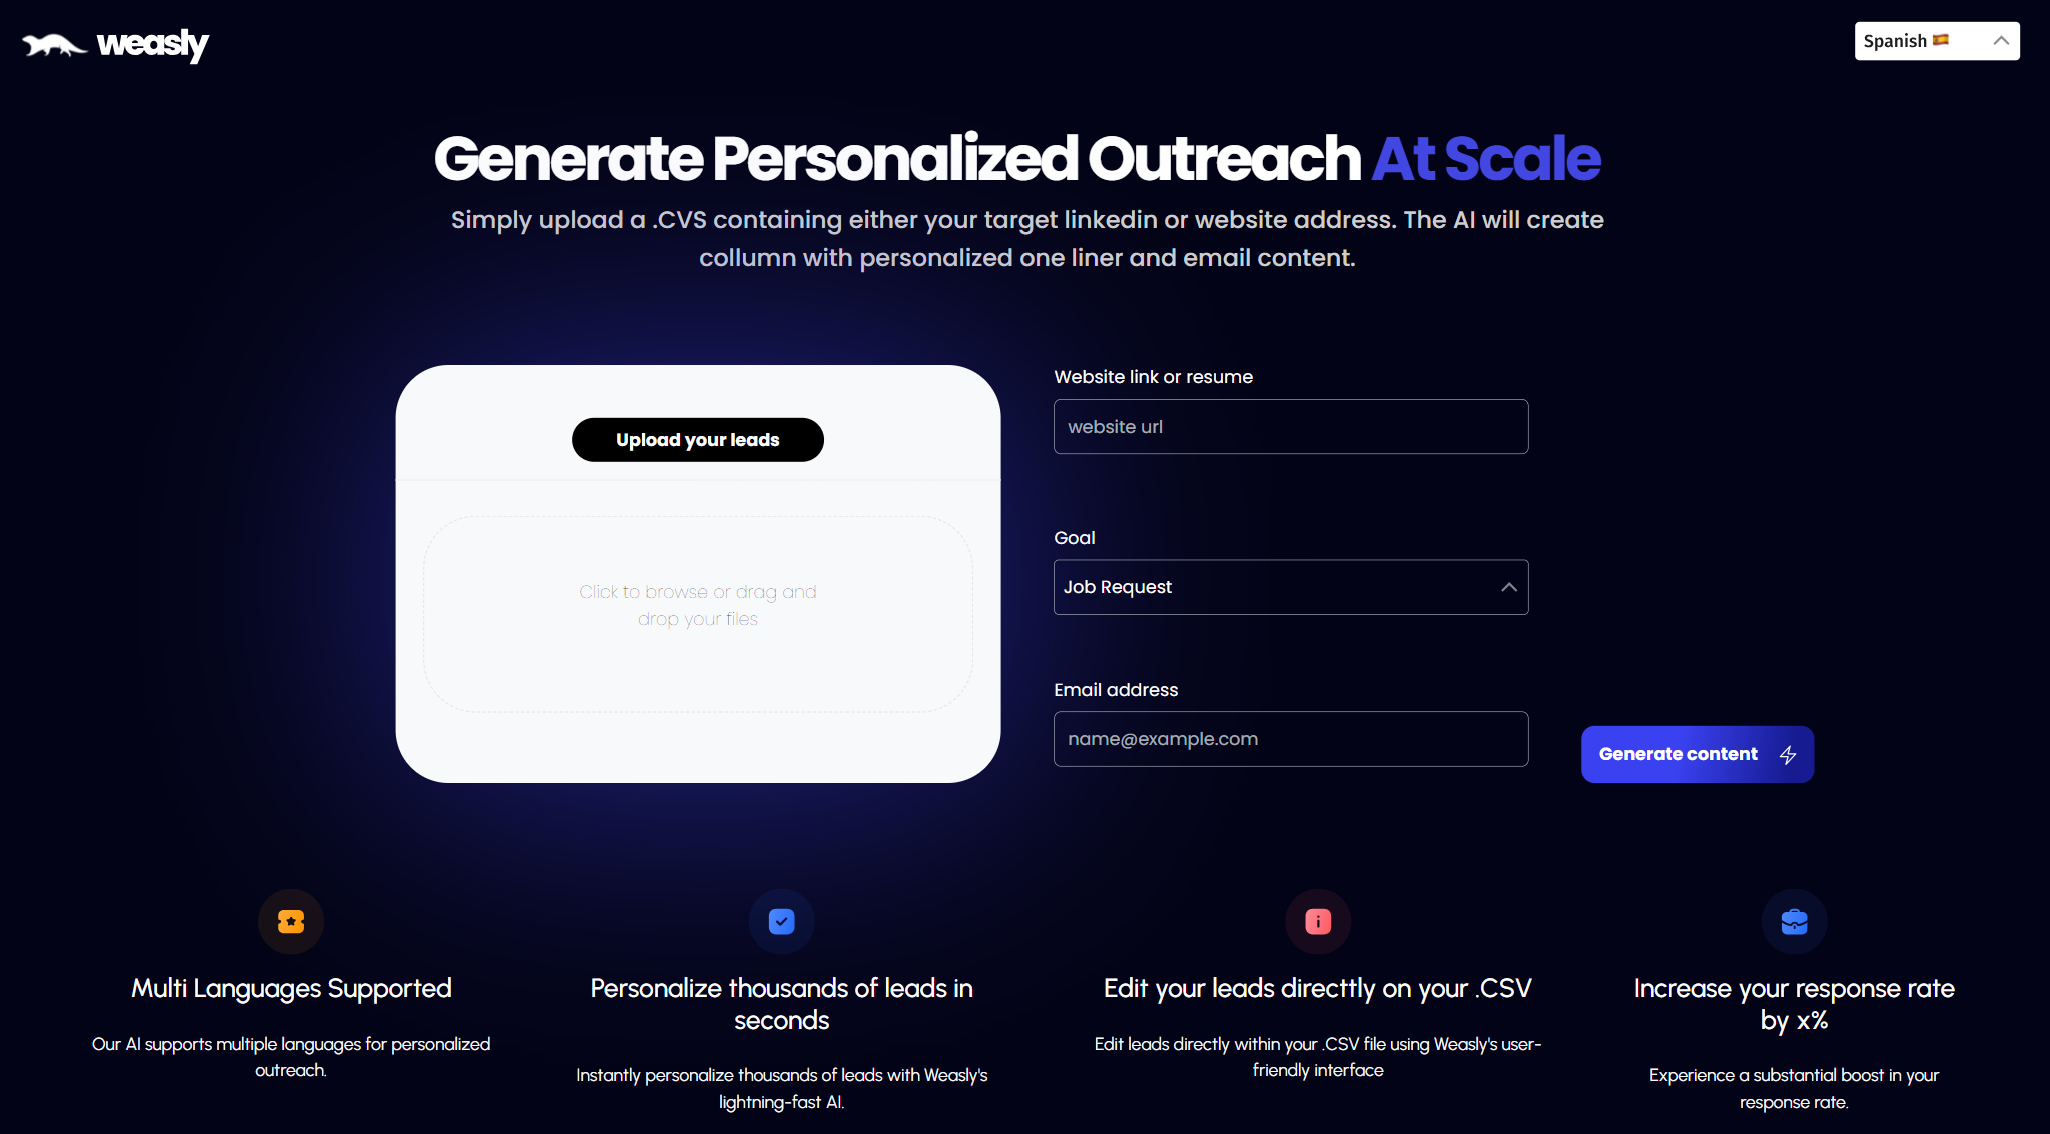 weasly
Spanish
Generate Personalized Outreach At Scale
Simply upload a .CVS containing either your target linkedin or website address. The AI will create
collumn with personalized one liner and email content.
Upload your leads
Click to browse or drag and
drop your files
Website link or resume
website url
Goal
Job Request
Email address
name@example.com
Generate content
Multi Languages Supported
Our AI supports multiple languages for personalized
outreach.
Personalize thousands of leads in
seconds
Instantly personalize thousands of leads with Weasly's
lightning-fast AI.
Edit your leads directtly on your .CSV
Edit leads directly within your .CSV file using Weasly's user-
friendly interface
Increase your response rate
by x%
Experience a substantial boost in your
response rate.